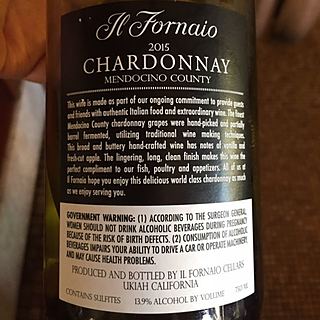 Il Fornaio
2015
CHARDONNAY
MENDOCINO COUNTY
This wine is made as part of our ongoing commitment to provide guests
and friends with authentic Italian food and extraordinary wine. The finest
Mendocino County chardonnay grapes were hand-picked and partially
barrel fermented, utilizing traditional wine making techniques.
This broad and buttery hand-crafted wine has notes of vanilla and
fresh-cut apple. The lingering, long, clean finish makes this wine the
perfect compliment to our fish, poultry and appetizers. All of us at
Il Fornaio hope you enjoy this delicious world class chardonnay as much
as we enjoy serving you.
GOVERNMENT WARNING: (1) ACCORDING TO THE SURGEON GENERAL,
WOMEN SHOULD NOT DRINK ALCOHOLIC BEVERAGES DURING PREGNANCY
BECAUSE OF THE RISK OF BIRTH DEFECTS. (2) CONSUMPTION OF ALCOHOLIC
BEVERAGES IMPAIRS YOUR ABILITY TO DRIVE A CAR OR OPERATE MACHINERY,
AND MAY CAUSE HEALTH PROBLEMS.
PRODUCED AND BOTTLED BY IL FORNAIO CELLARS
UKIAH CALIFORNIA
CONTAINS SULFITES 13.9% ALCOHOL BY VOLUME 750 ML